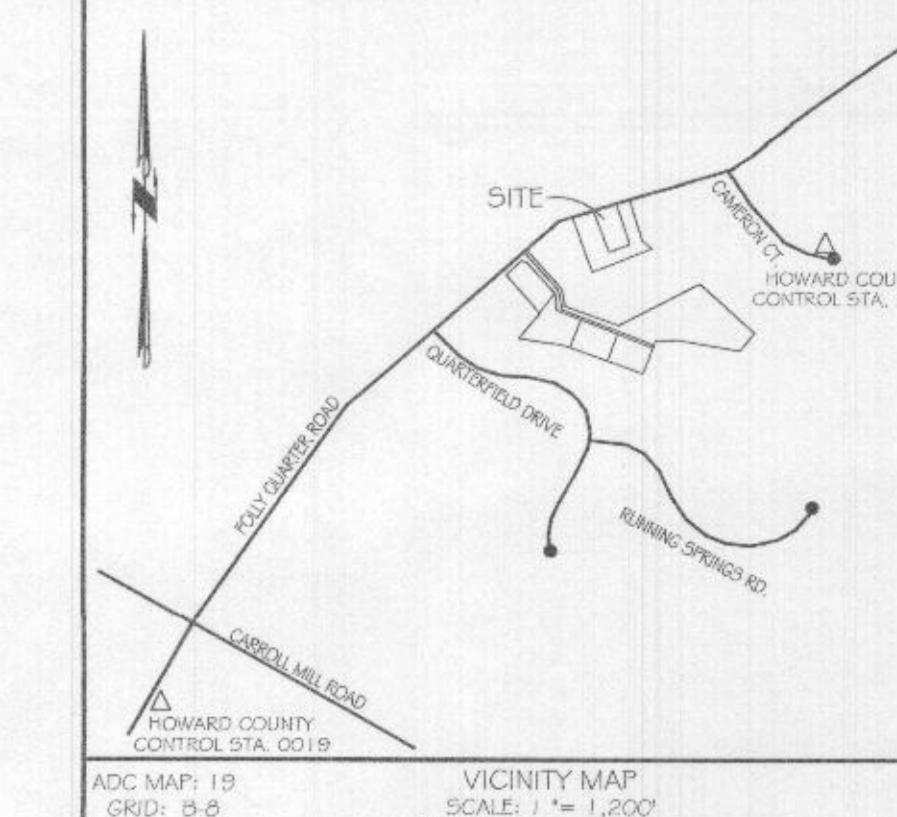 SITE
CAMERON CT.
HOWARD COU
CONTROL STA.
QUARTERFIELD DRIVE
FOLLY QUARTER ROAD
RUNNING SPRINGS RD.
CARROLL MILL ROAD
HOWARD COUNTY
CONTROL STA. 0019
ADC MAP: 19
GRID: B-8
VICINITY MAP
SCALE: 1 "= 1,200'